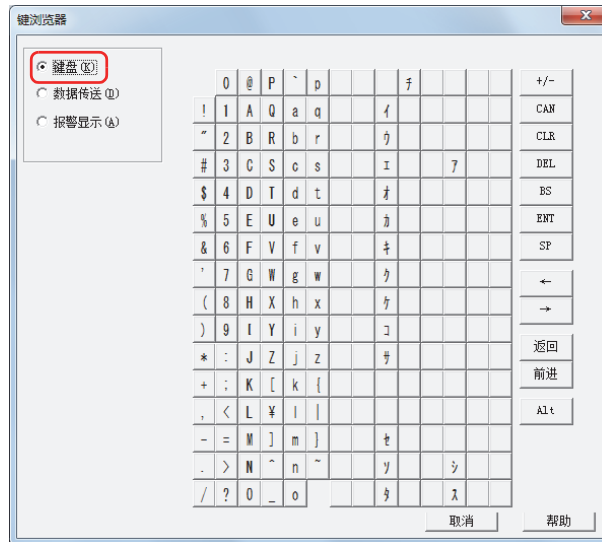 键浏览器
鍵盘(K)
数据传送(D)
报警显示(A)
0 @ P ` p チ +/-
! 1 A Q a q イ CAN
" 2 B R b r ウ CLR
# 3 C S c s エ ア DEL
$ 4 D T d t オ BS
% 5 E U e u カ ENT
& 6 F V f v キ SP
' 7 G W g w ク ←
( 8 H X h x ケ →
) 9 I Y i y コ
* : J Z j z サ 返回
+ ; K [ k { 前进
, < L ¥ l | Alt
- = M ] m } セ
. > N ^ n ~ ソ シ
/ ? O _ o タ ス
取消 帮助